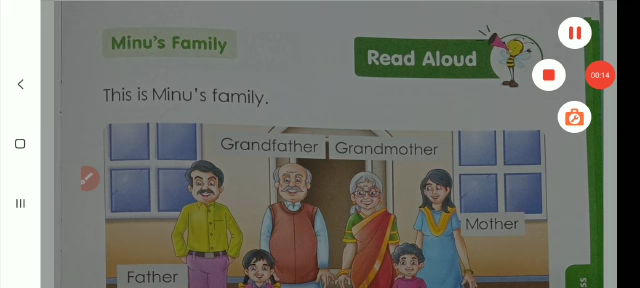 Minu's Family
Read Aloud
00:14
This is Minu's family.
Grandfather
Grandmother
Mother
Father